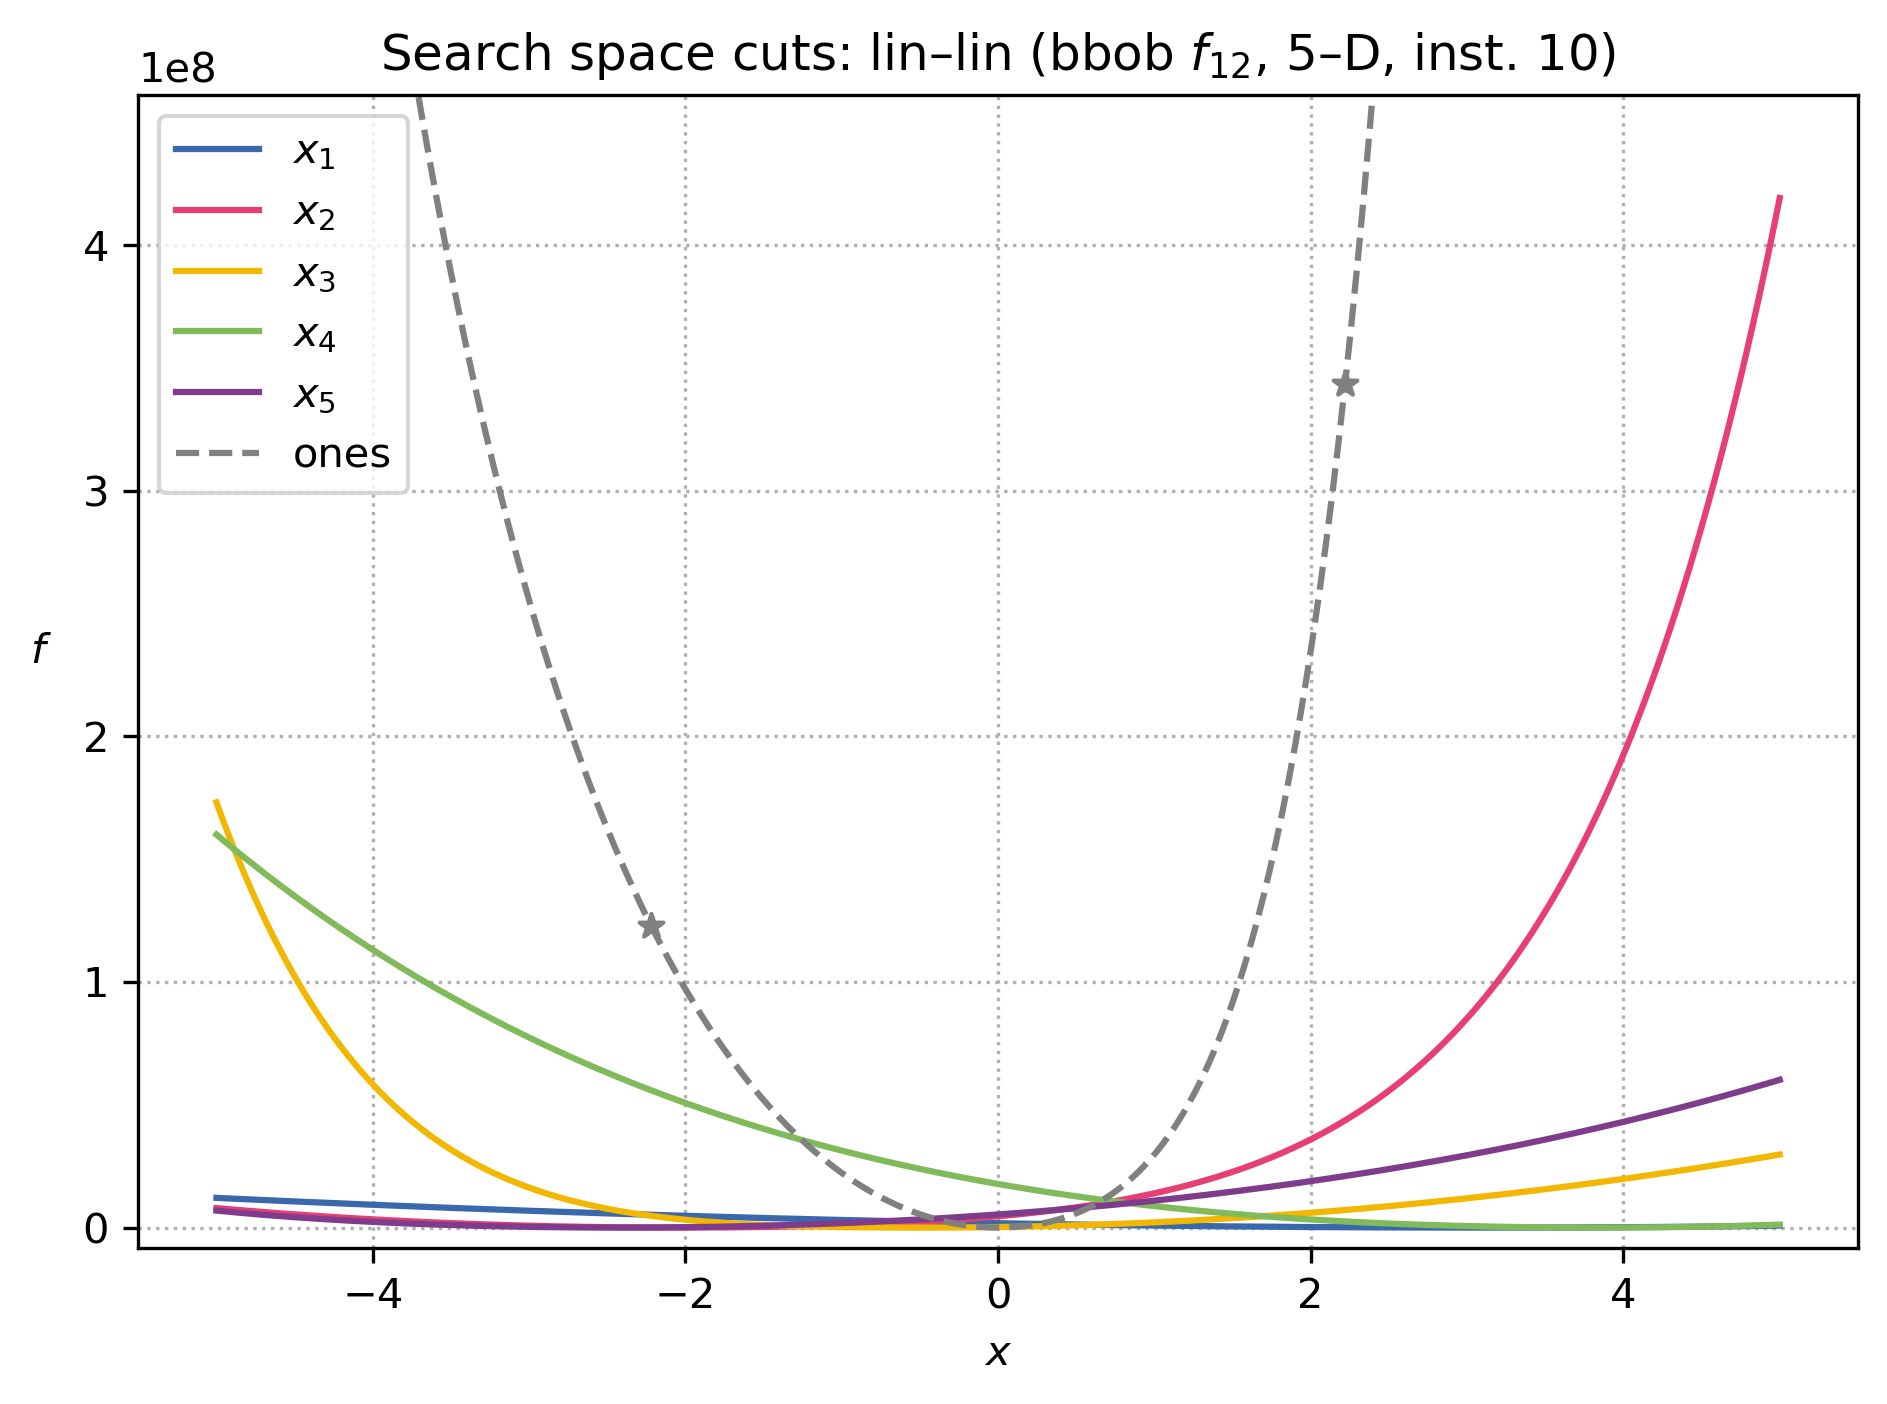 Search space cuts: lin–lin (bbob f₁₂, 5–D, inst. 10)
1e8
x₁
x₂
x₃
x₄
x₅
ones
4
3
2
1
0
f
−4 −2 0 2 4
x